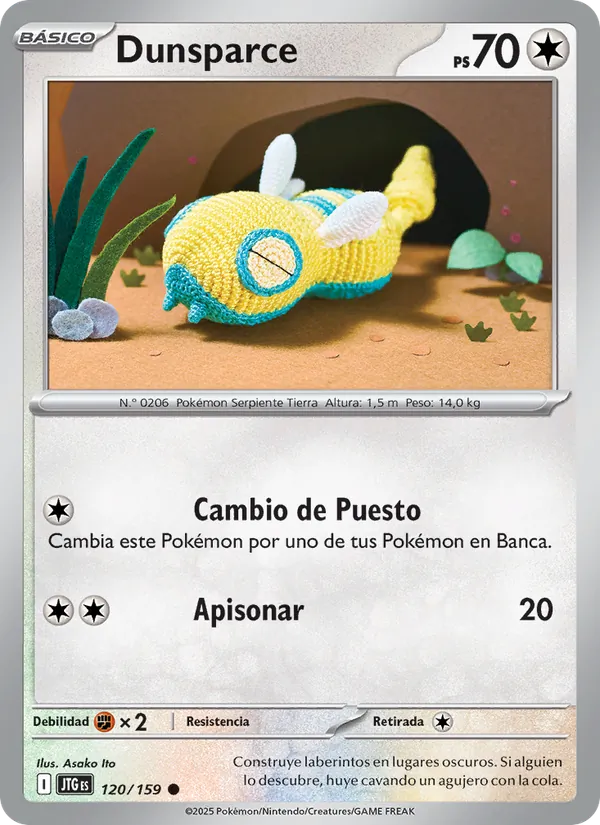 BÁSICO
Dunsparce
PS 70
N.º 0206 Pokémon Serpiente Tierra Altura: 1,5 m Peso: 14,0 kg
Cambio de Puesto
Cambia este Pokémon por uno de tus Pokémon en Banca.
Apisonar 20
Debilidad ×2 Resistencia Retirada
Ilus. Asako Ito
Construye laberintos en lugares oscuros. Si alguien
lo descubre, huye cavando un agujero con la cola.
I JTG ES 120/159
©2025 Pokémon/Nintendo/Creatures/GAME FREAK